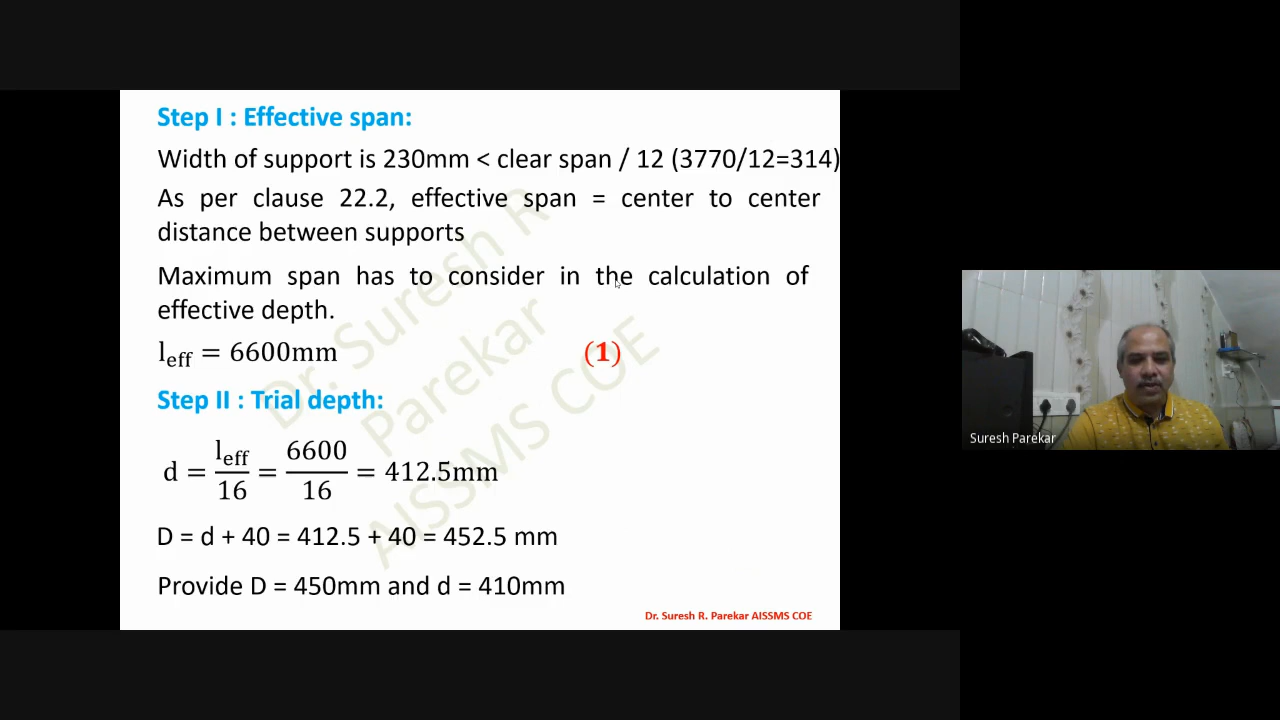 Step I : Effective span:
Width of support is 230mm < clear span / 12 (3770/12=314)
As per clause 22.2, effective span = center to center
distance between supports
Maximum span has to consider in the calculation of
effective depth.
l_eff = 6600mm (1)
Step II : Trial depth:
d = l_eff/16 = 6600/16 = 412.5mm
D = d + 40 = 412.5 + 40 = 452.5 mm
Provide D = 450mm and d = 410mm
Dr. Suresh R. Parekar AISSMS COE
Dr. Suresh R
Parekar
AISSMS COE
Suresh Parekar